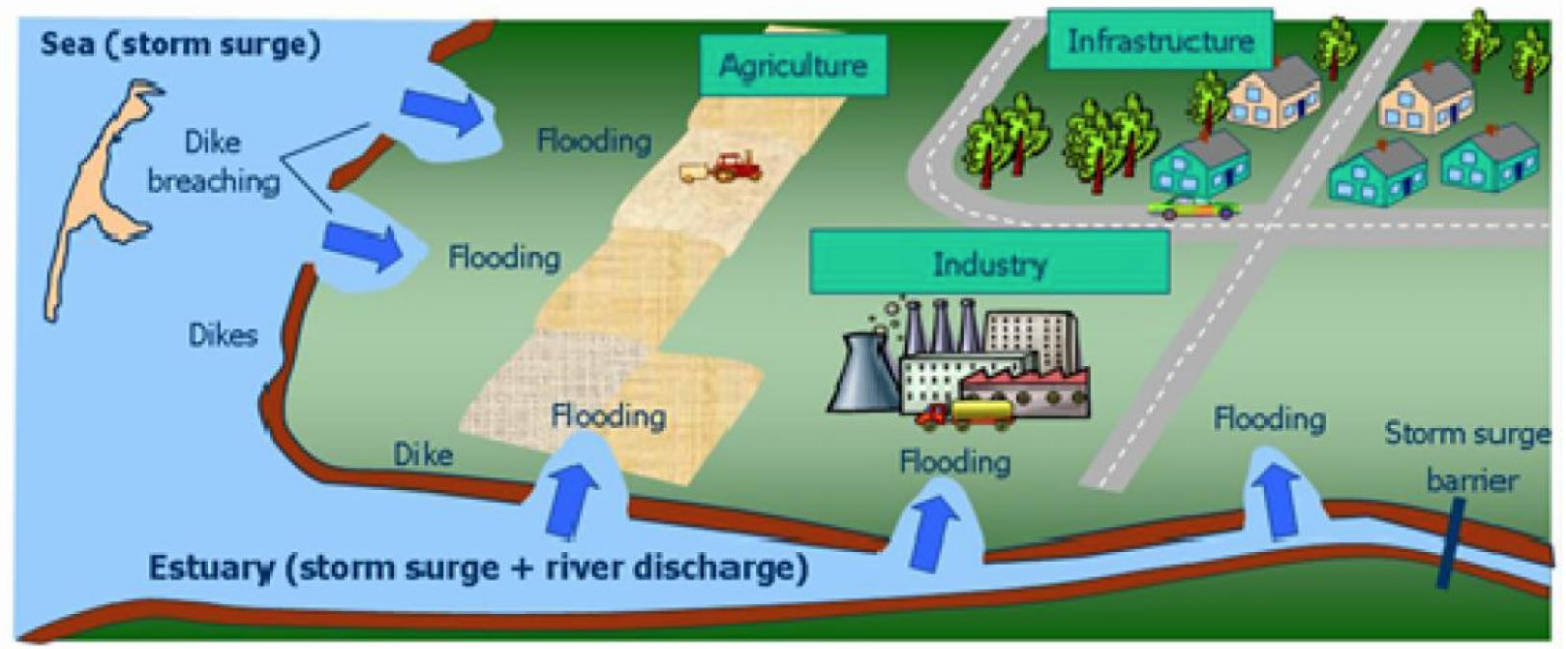 Sea (storm surge)
Agriculture
Infrastructure
Dike
breaching
Flooding
Flooding
Industry
Dikes
Flooding
Dike
Flooding
Flooding
Storm surge
barrier
Estuary (storm surge + river discharge)